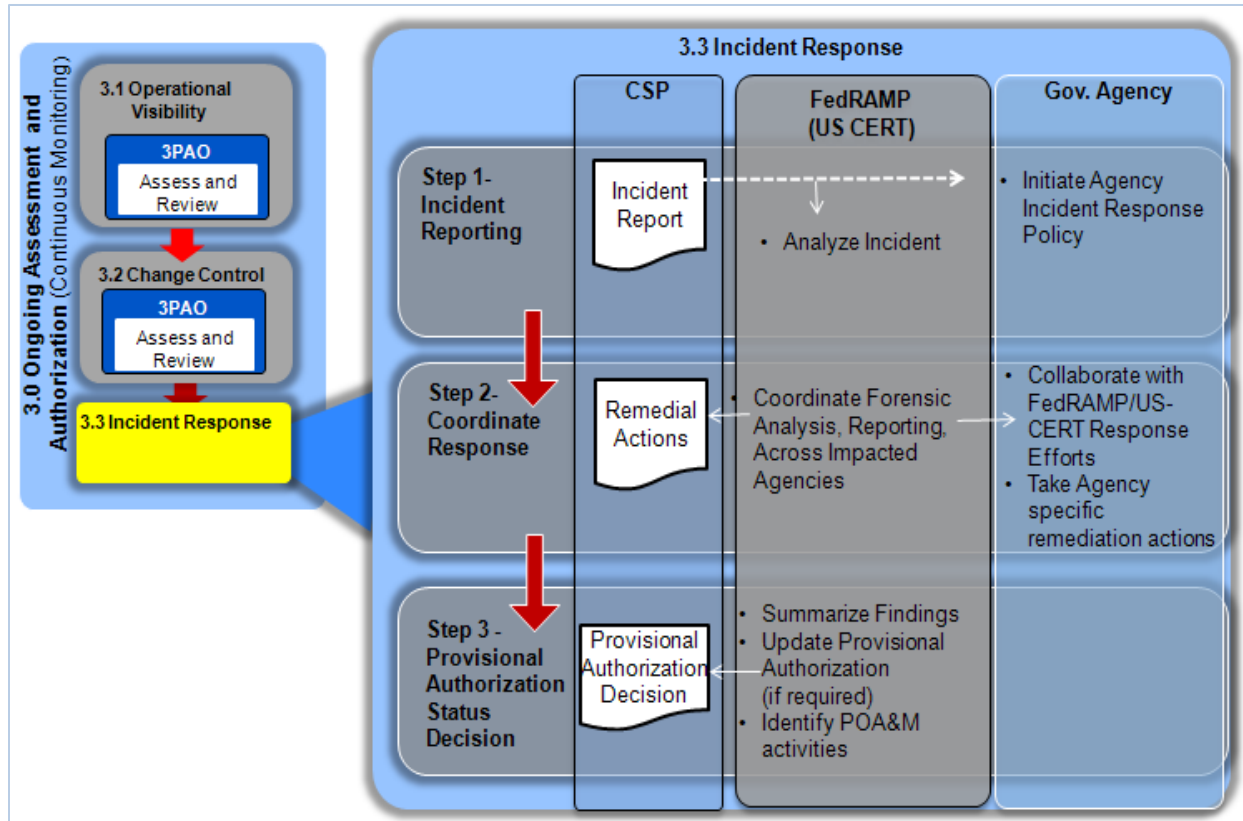 3.0 Ongoing Assessment and
Authorization (Continuous Monitoring)
3.1 Operational
Visibility
3PAO
Assess and
Review
3.2 Change Control
3PAO
Assess and
Review
3.3 Incident Response
3.3 Incident Response
CSP
FedRAMP
(US CERT)
Gov. Agency
Step 1-
Incident
Reporting
Incident
Report
• Analyze Incident
• Initiate Agency
Incident Response
Policy
Step 2-
Coordinate
Response
Remedial
Actions
• Coordinate Forensic
Analysis, Reporting,
Across Impacted
Agencies
• Collaborate with
FedRAMP/US-
CERT Response
Efforts
• Take Agency
specific
remediation actions
Step 3 -
Provisional
Authorization
Status
Decision
Provisional
Authorization
Decision
• Summarize Findings
• Update Provisional
Authorization
(if required)
• Identify POA&M
activities